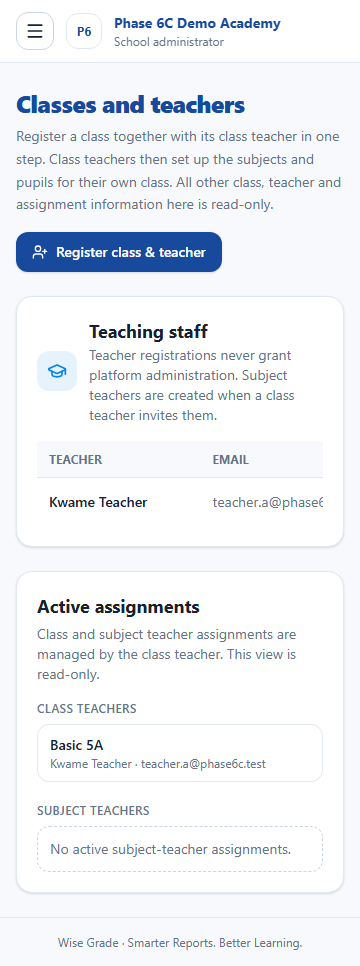 P6
Phase 6C Demo Academy
School administrator
Classes and teachers
Register a class together with its class teacher in one
step. Class teachers then set up the subjects and
pupils for their own class. All other class, teacher and
assignment information here is read-only.
Register class & teacher
Teaching staff
Teacher registrations never grant
platform administration. Subject
teachers are created when a class
teacher invites them.
TEACHER EMAIL
Kwame Teacher teacher.a@phase6
Active assignments
Class and subject teacher assignments are
managed by the class teacher. This view is
read-only.
CLASS TEACHERS
Basic 5A
Kwame Teacher · teacher.a@phase6c.test
SUBJECT TEACHERS
No active subject-teacher assignments.
Wise Grade · Smarter Reports. Better Learning.